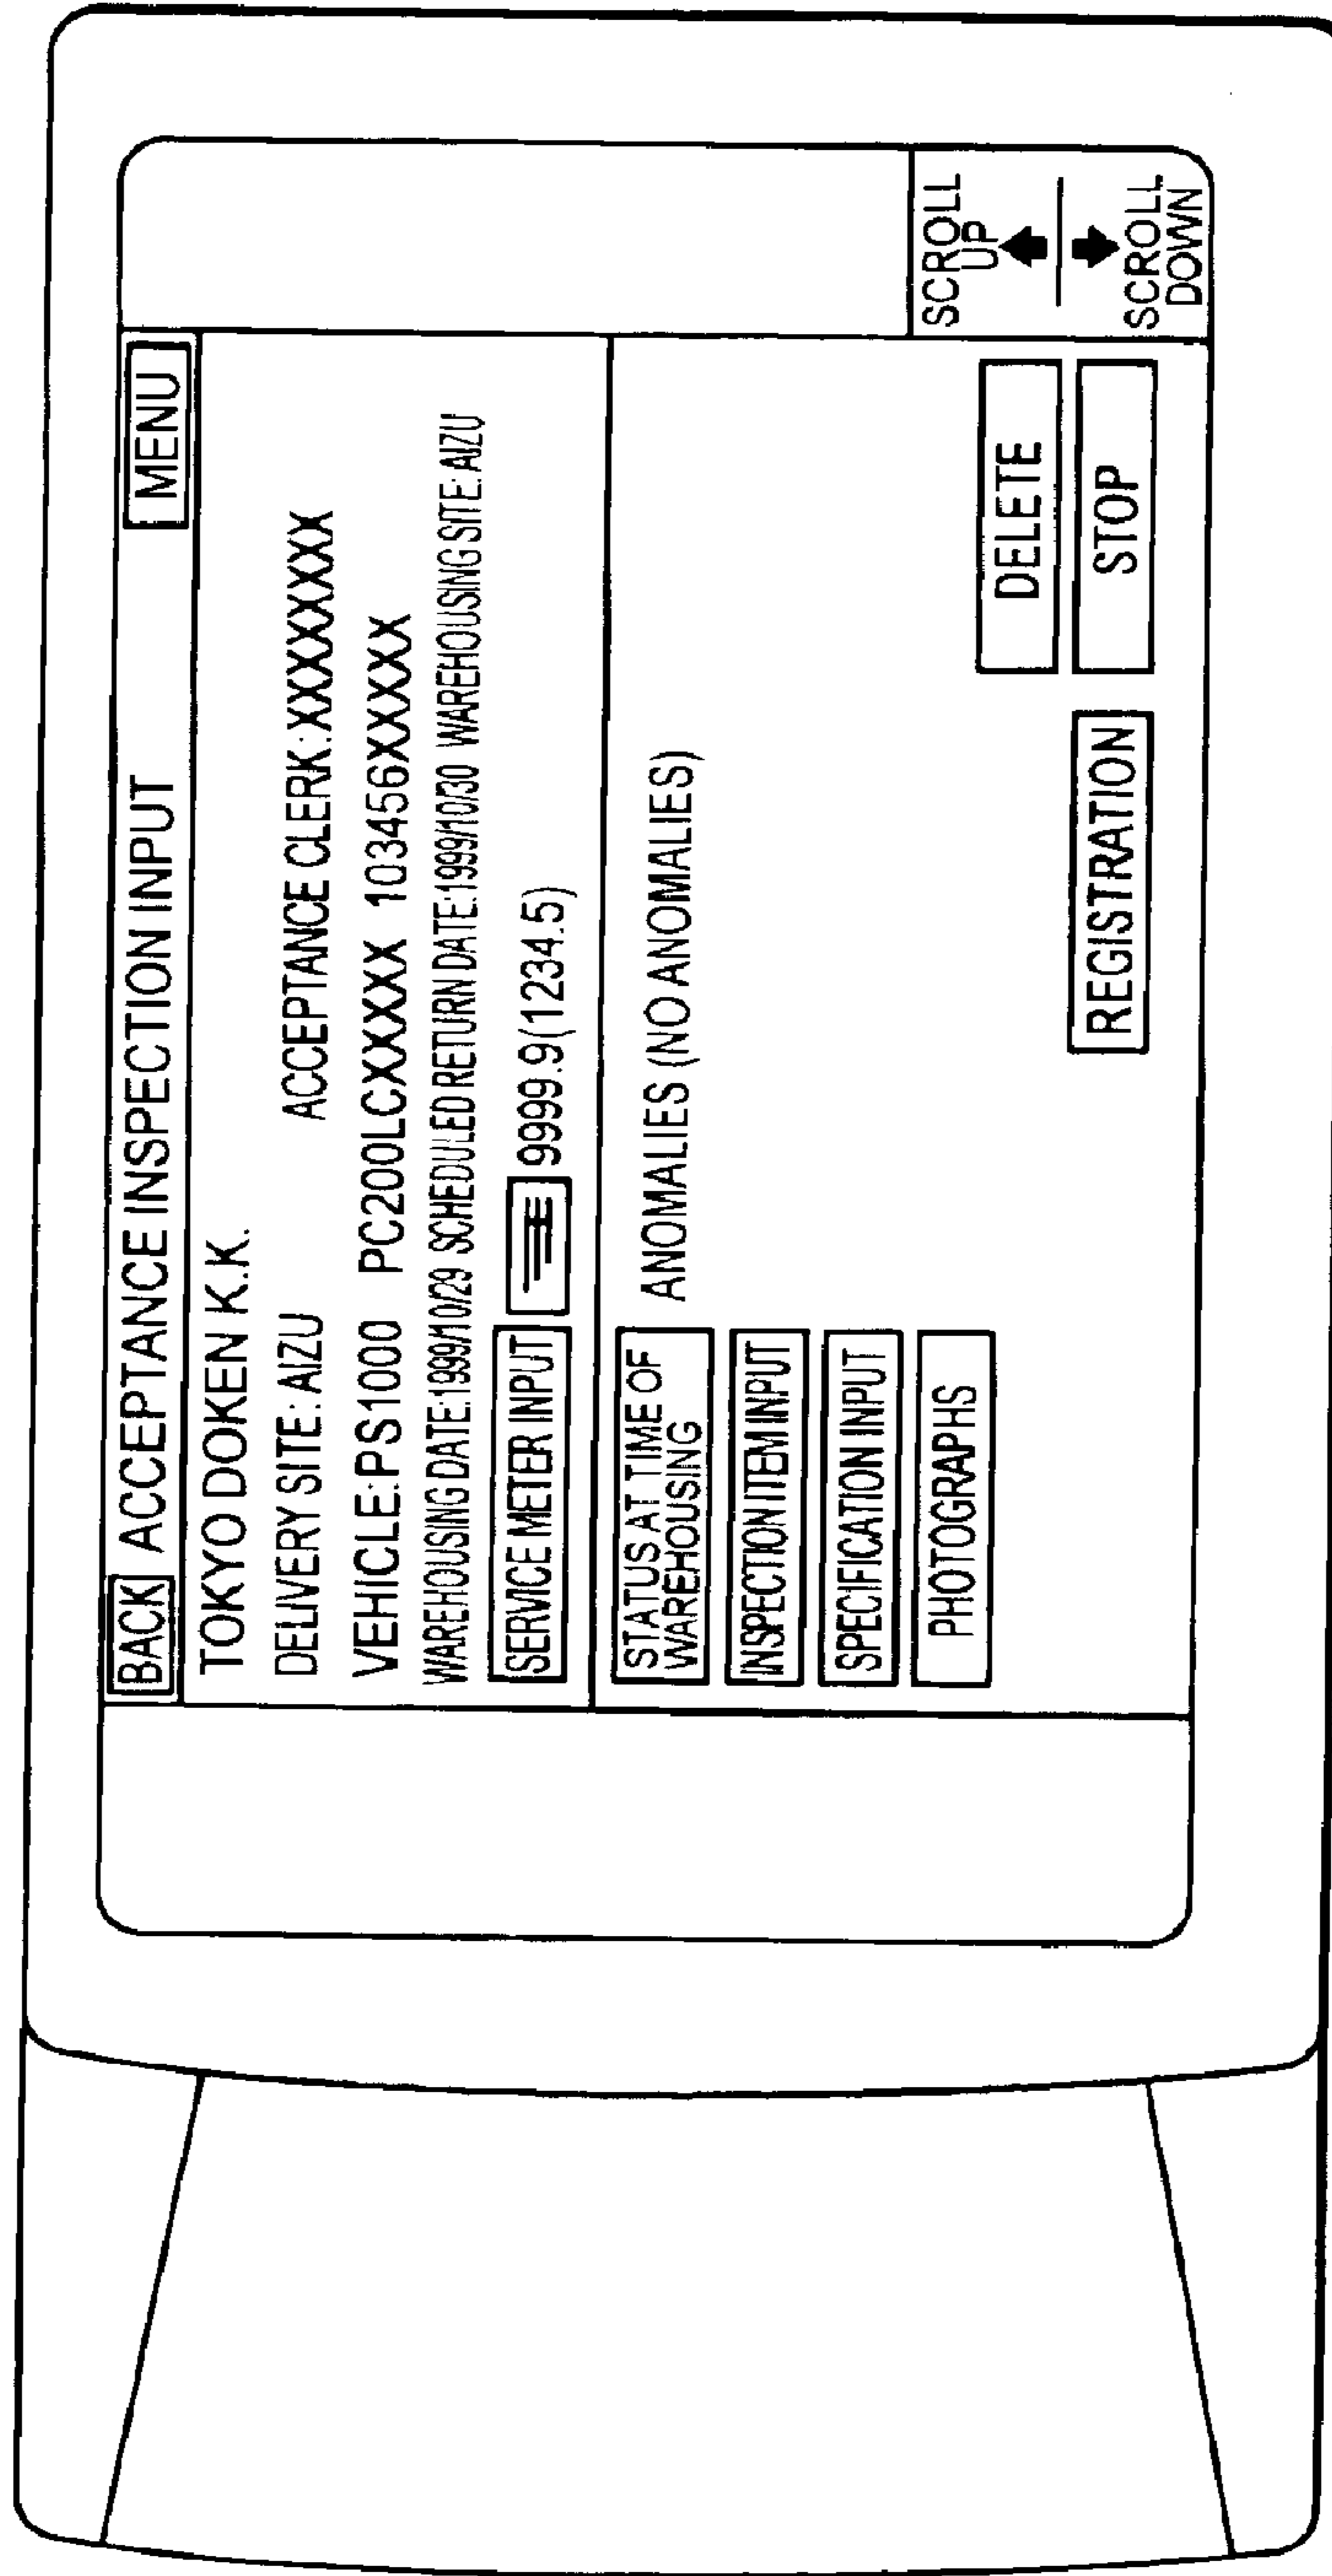 BACK ACCEPTANCE INSPECTION INPUT MENU
TOKYO DOKEN K.K.
DELIVERY SITE: AIZU ACCEPTANCE CLERK: XXXXXXXX
VEHICLE:PS1000 PC200LCXXXX 103456XXXXX
WAREHOUSING DATE:1999/10/29 SCHEDULED RETURN DATE:1999/10/30 WAREHOUSING SITE: AIZU
SERVICE METER INPUT 9999.9(1234.5)
STATUS AT TIME OF
WAREHOUSING
ANOMALIES (NO ANOMALIES)
INSPECTION ITEM INPUT
SPECIFICATION INPUT
PHOTOGRAPHS
DELETE
REGISTRATION STOP
SCROLL
UP
SCROLL
DOWN